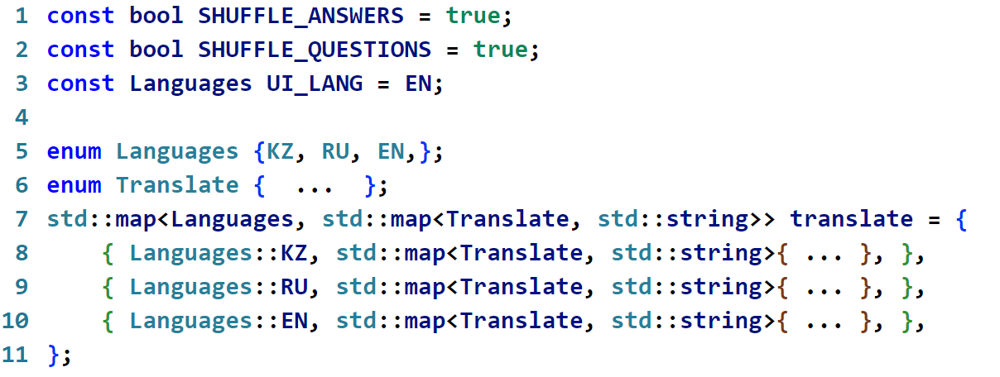 1 const bool SHUFFLE_ANSWERS = true;
2 const bool SHUFFLE_QUESTIONS = true;
3 const Languages UI_LANG = EN;
4
5 enum Languages {KZ, RU, EN,};
6 enum Translate {  ...  };
7 std::map<Languages, std::map<Translate, std::string>> translate = {
8     { Languages::KZ, std::map<Translate, std::string>{ ... }, },
9     { Languages::RU, std::map<Translate, std::string>{ ... }, },
10     { Languages::EN, std::map<Translate, std::string>{ ... }, },
11 };